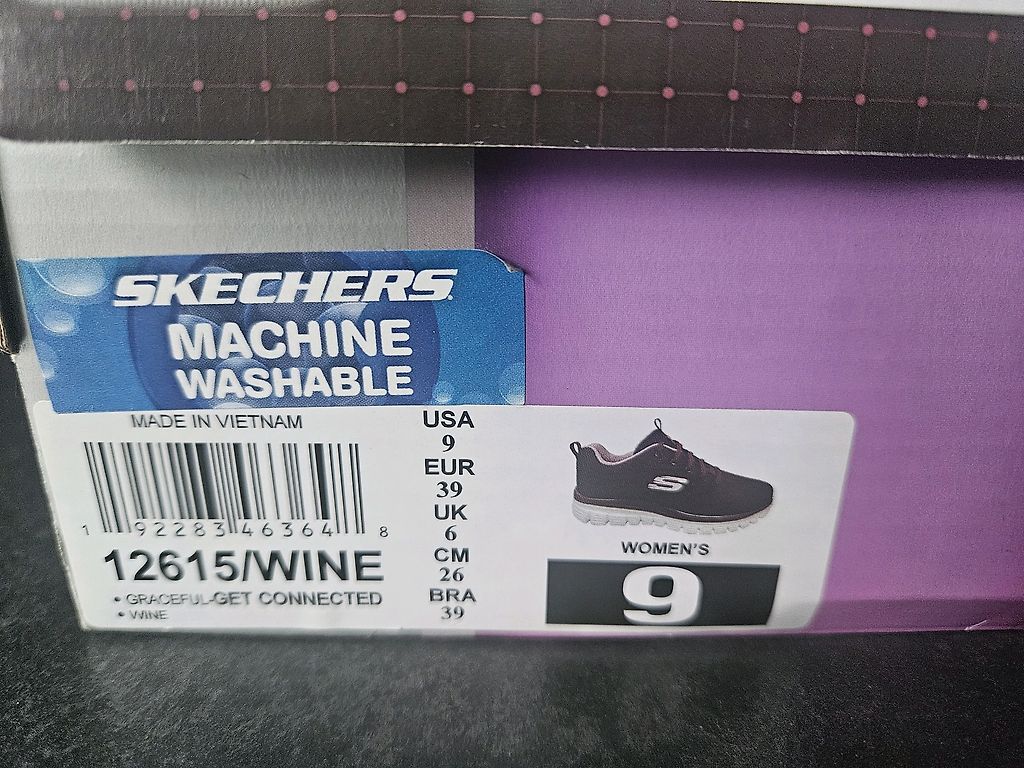 SKECHERS
MACHINE
WASHABLE
MADE IN VIETNAM
1 92283 46364 8
12615/WINE
• GRACEFUL-GET CONNECTED
• WINE
USA
9
EUR
39
UK
6
CM
26
BRA
39
S
WOMEN'S
9